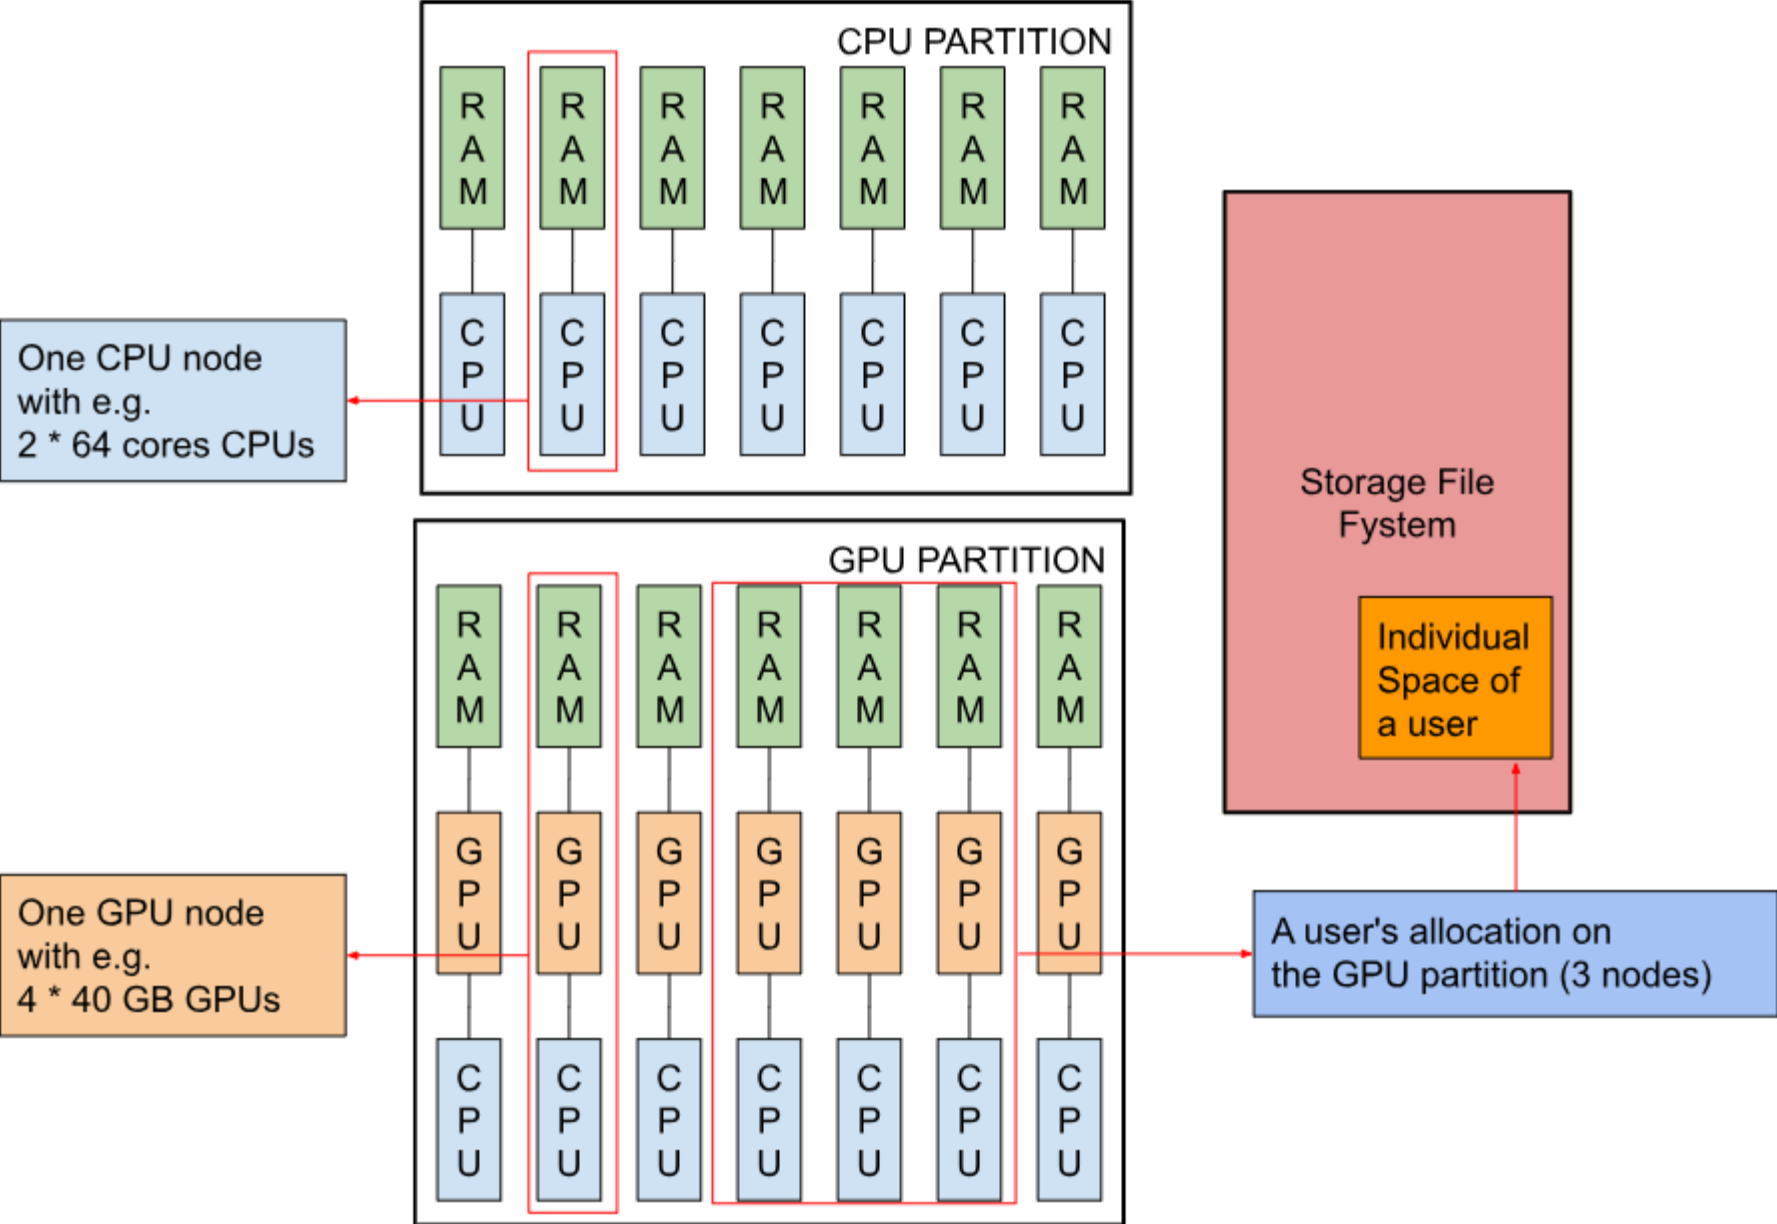 CPU PARTITION
R R R R R R R
A A A A A A A
M M M M M M M
C C C C C C C
P P P P P P P
U U U U U U U
One CPU node
with e.g.
2 * 64 cores CPUs
GPU PARTITION
R R R R R R R
A A A A A A A
M M M M M M M
G G G G G G G
P P P P P P P
U U U U U U U
C C C C C C C
P P P P P P P
U U U U U U U
One GPU node
with e.g.
4 * 40 GB GPUs
Storage File
Fystem
Individual
Space of
a user
A user's allocation on
the GPU partition (3 nodes)